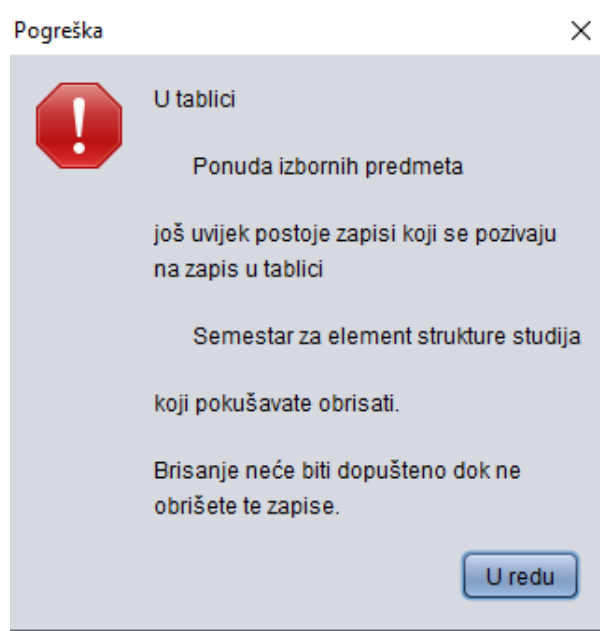 Pogreška
U tablici
Ponuda izbornih predmeta
još uvijek postoje zapisi koji se pozivaju
na zapis u tablici
Semestar za element strukture studija
koji pokušavate obrisati.
Brisanje neće biti dopušteno dok ne
obrišete te zapise.
U redu